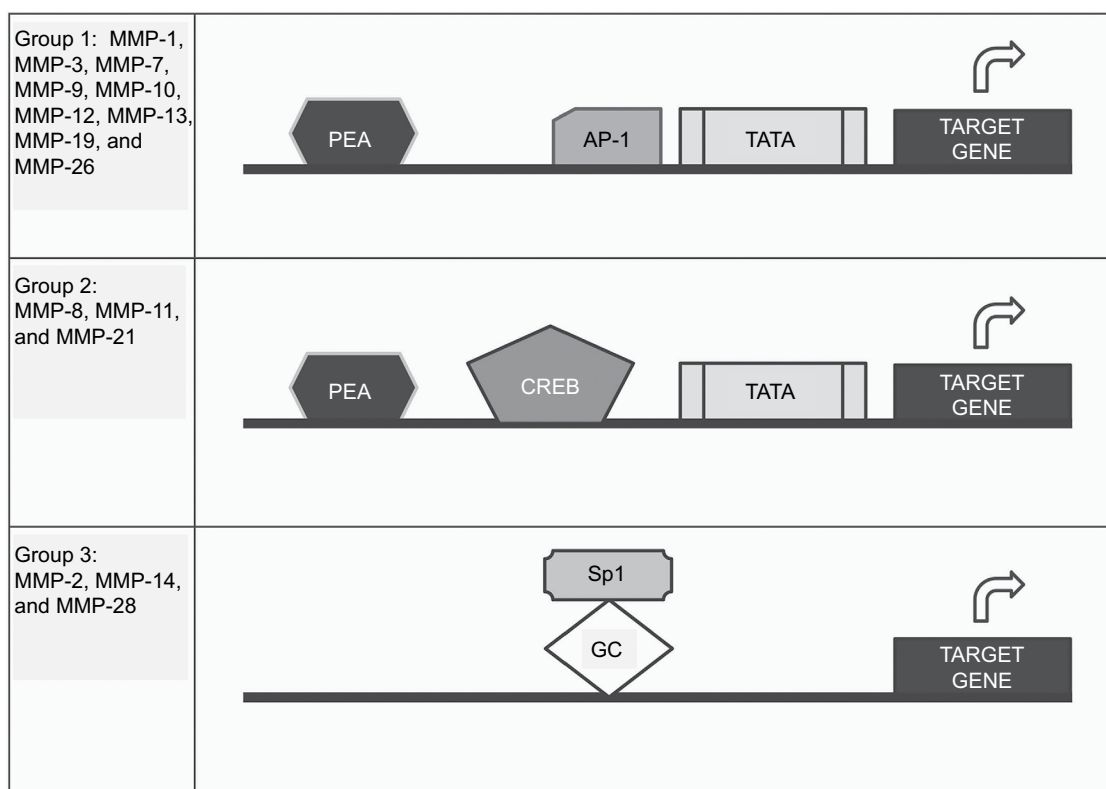 Group 1: MMP-1,
MMP-3, MMP-7,
MMP-9, MMP-10,
MMP-12, MMP-13,
MMP-19, and
MMP-26
PEA
AP-1
TATA
TARGET
GENE
Group 2:
MMP-8, MMP-11,
and MMP-21
PEA
CREB
TATA
TARGET
GENE
Group 3:
MMP-2, MMP-14,
and MMP-28
Sp1
GC
TARGET
GENE